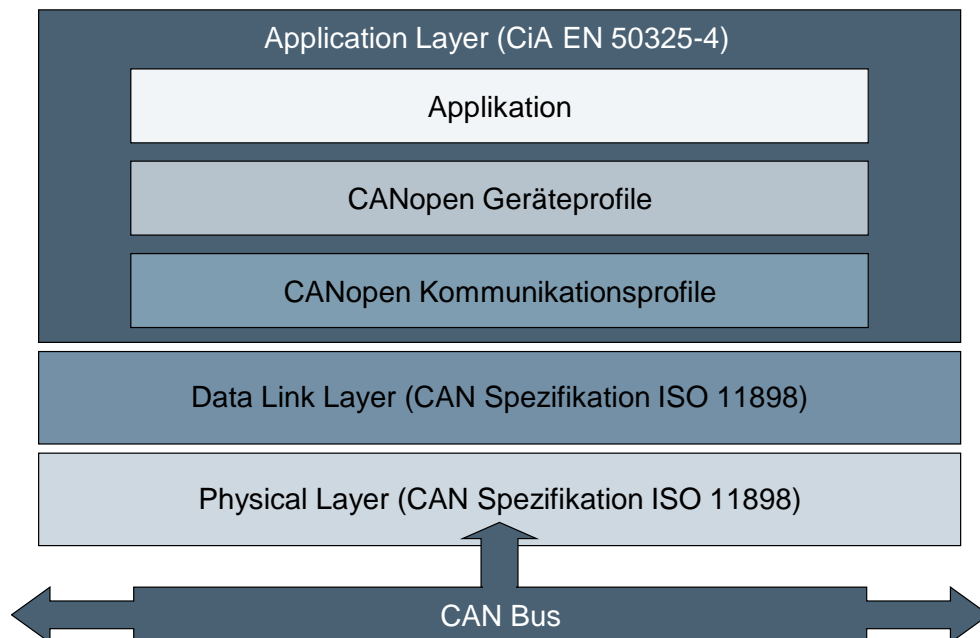 Application Layer (CiA EN 50325-4)
Applikation
CANopen Geräteprofile
CANopen Kommunikationsprofile
Data Link Layer (CAN Spezifikation ISO 11898)
Physical Layer (CAN Spezifikation ISO 11898)
CAN Bus